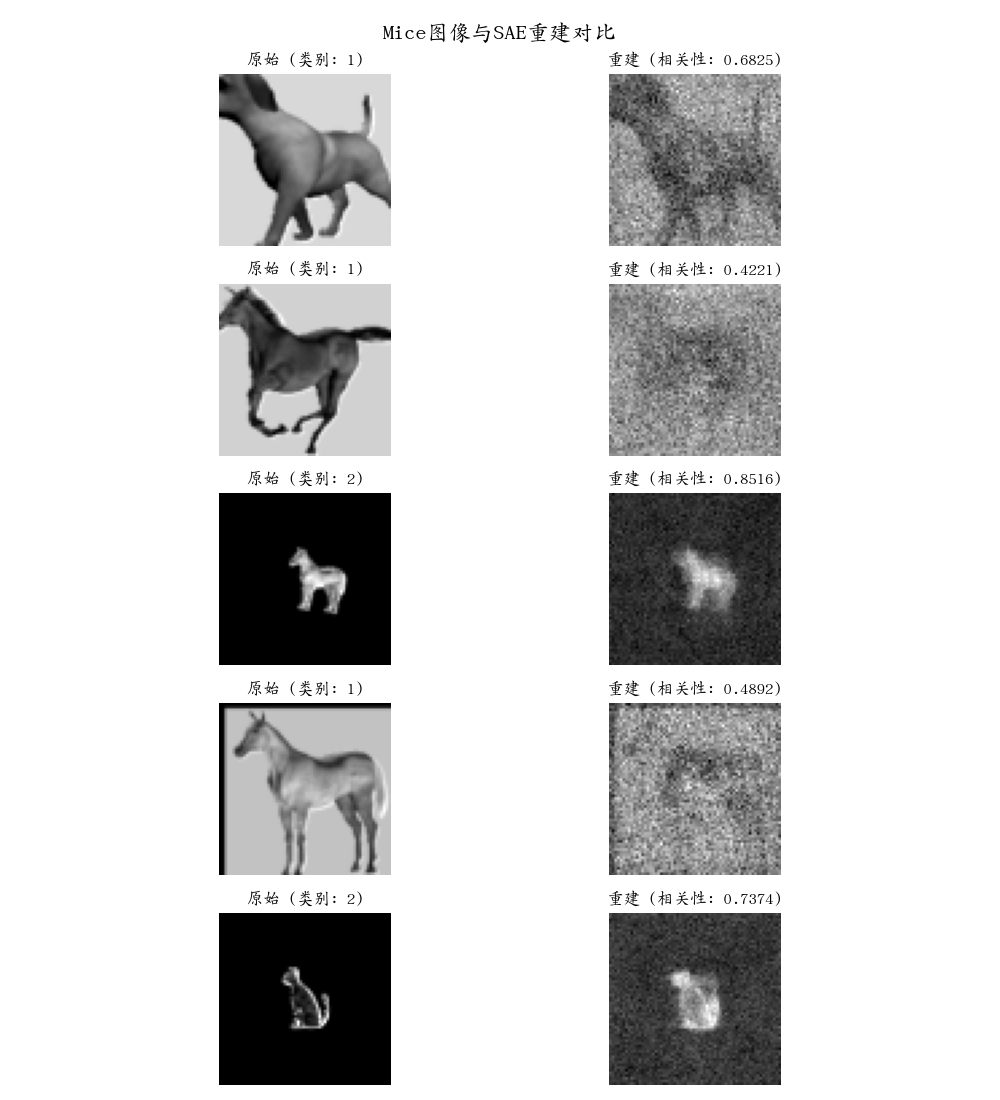 Mice图像与SAE重建对比
原始 (类别: 1)
重建 (相关性: 0.6825)
原始 (类别: 1)
重建 (相关性: 0.4221)
原始 (类别: 2)
重建 (相关性: 0.8516)
原始 (类别: 1)
重建 (相关性: 0.4892)
原始 (类别: 2)
重建 (相关性: 0.7374)